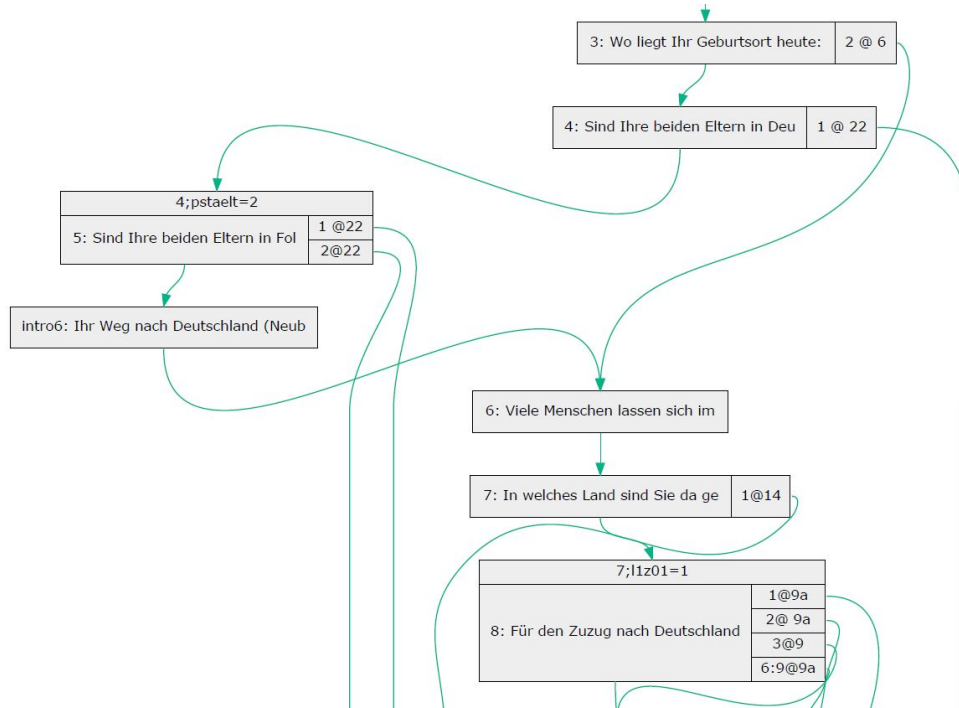 3: Wo liegt Ihr Geburtsort heute: 2 @ 6
4: Sind Ihre beiden Eltern in Deu 1 @ 22
4;pstaelt=2
5: Sind Ihre beiden Eltern in Fol
1 @22
2@22
intro6: Ihr Weg nach Deutschland (Neub
6: Viele Menschen lassen sich im
7: In welches Land sind Sie da ge 1@14
7;l1z01=1
8: Für den Zuzug nach Deutschland
1@9a
2@ 9a
3@9
6:9@9a